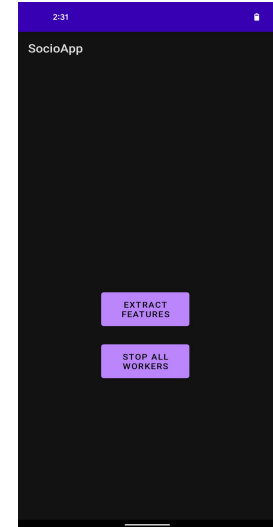 2:31
SocioApp
EXTRACT
FEATURES
STOP ALL
WORKERS